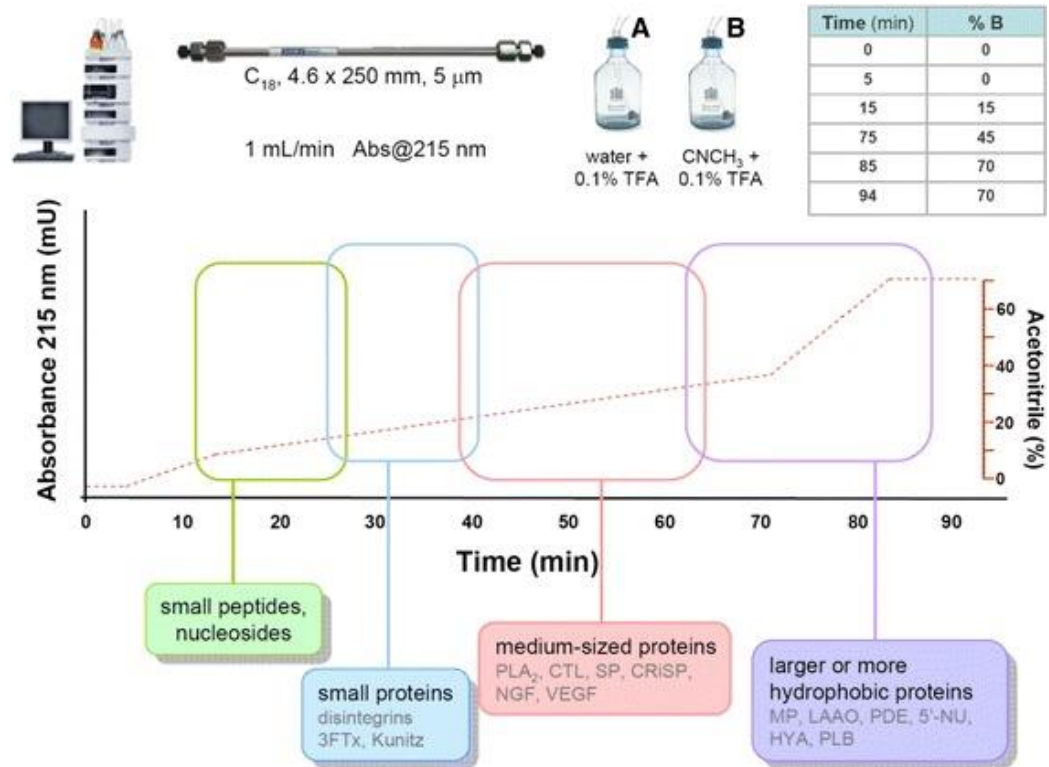 C₁₈, 4.6 x 250 mm, 5 μm
1 mL/min Abs@215 nm
A
B
water +
0.1% TFA
CNCH₃ +
0.1% TFA
Time (min) % B
0 0
5 0
15 15
75 45
85 70
94 70
Absorbance 215 nm (mU)
60
40
20
0
Acetonitrile (%)
0 10 20 30 40 50 60 70 80 90
Time (min)
small peptides,
nucleosides
small proteins
disintegrins
3FTx, Kunitz
medium-sized proteins
PLA₂, CTL, SP, CRiSP,
NGF, VEGF
larger or more
hydrophobic proteins
MP, LAAO, PDE, 5'-NU,
HYA, PLB